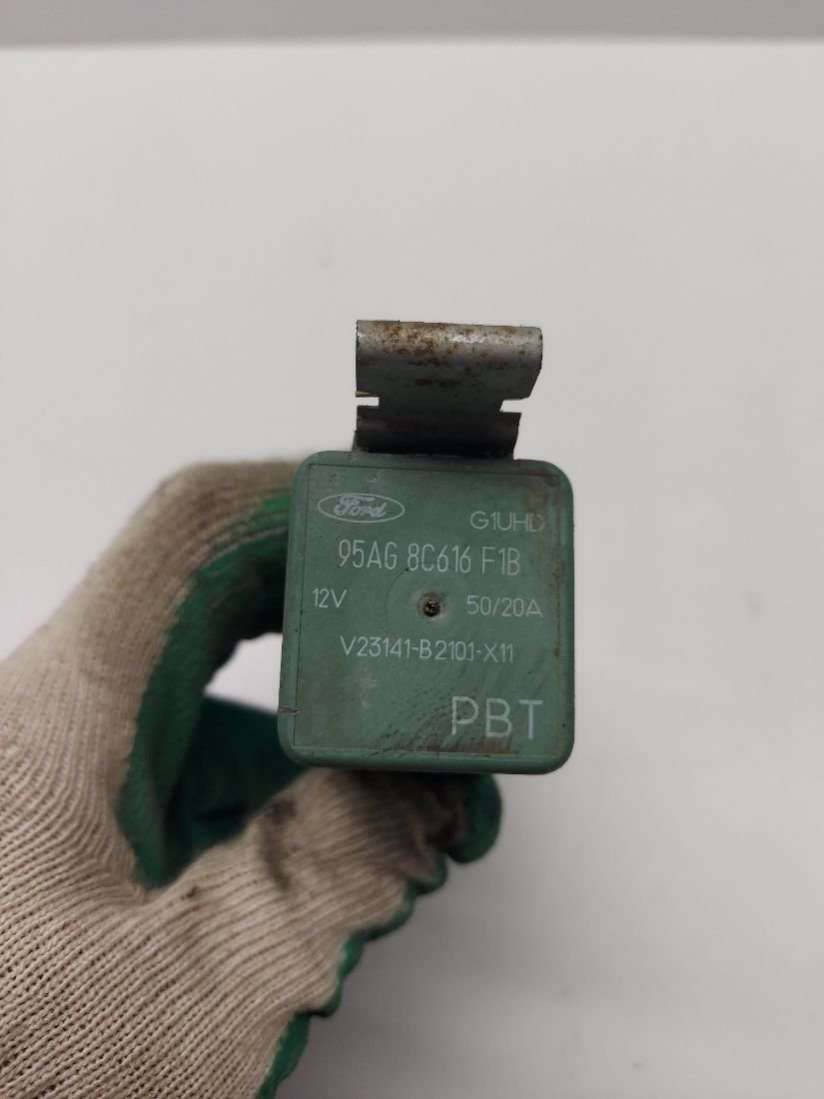 Ford
G1UHD
95AG 8C616 F1B
12V 50/20A
V23141-B2101-X11
PBT